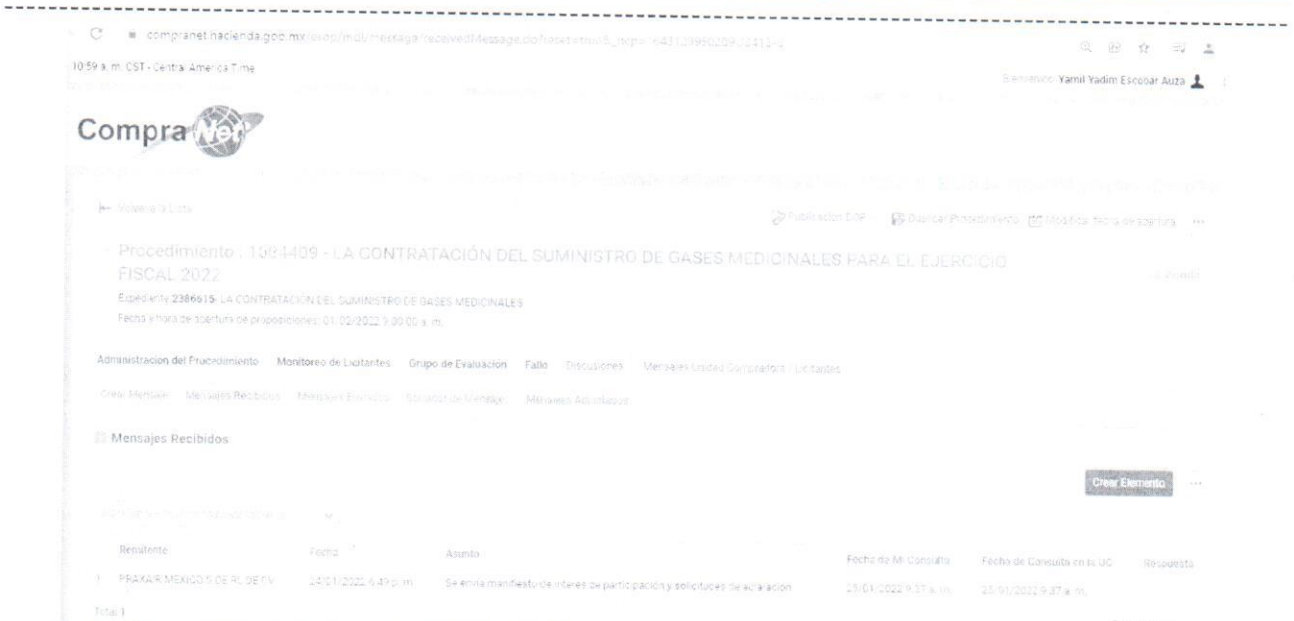 compranet.hacienda.gob.mx
10:59 a. m. CST - Central America Time
Bienvenido Yamil Yadim Escobar Auza
CompraNet
Volver a la Lista
Publicación DOF Duplicar Procedimiento Modificar fecha de apertura ...
Procedimiento : 1084409 - LA CONTRATACIÓN DEL SUMINISTRO DE GASES MEDICINALES PARA EL EJERCICIO
FISCAL 2022
Expediente 2386615- LA CONTRATACIÓN DEL SUMINISTRO DE GASES MEDICINALES
Fecha y hora de apertura de proposiciones: 01/02/2022 9:00:00 a. m.
Administración del Procedimiento Monitoreo de Licitantes Grupo de Evaluación Fallo Discusiones Mensajes Unidad Compradora / Licitantes
Crear Mensaje Mensajes Recibidos Mensajes Enviados Borrador de Mensaje Mensajes
Mensajes Recibidos
Crear Elemento ...
Remitente Fecha Asunto Fecha de Mi Consulta Fecha de Consulta en la UC Respuesta
1 PRAXAIR MEXICO S DE RL DE CV 24/01/2022 6:49 p. m. Se envia manifiesto de interes de participación y solicitudes de aclaración 25/01/2022 9:37 a. m. 25/01/2022 9:37 a. m.
Total 1